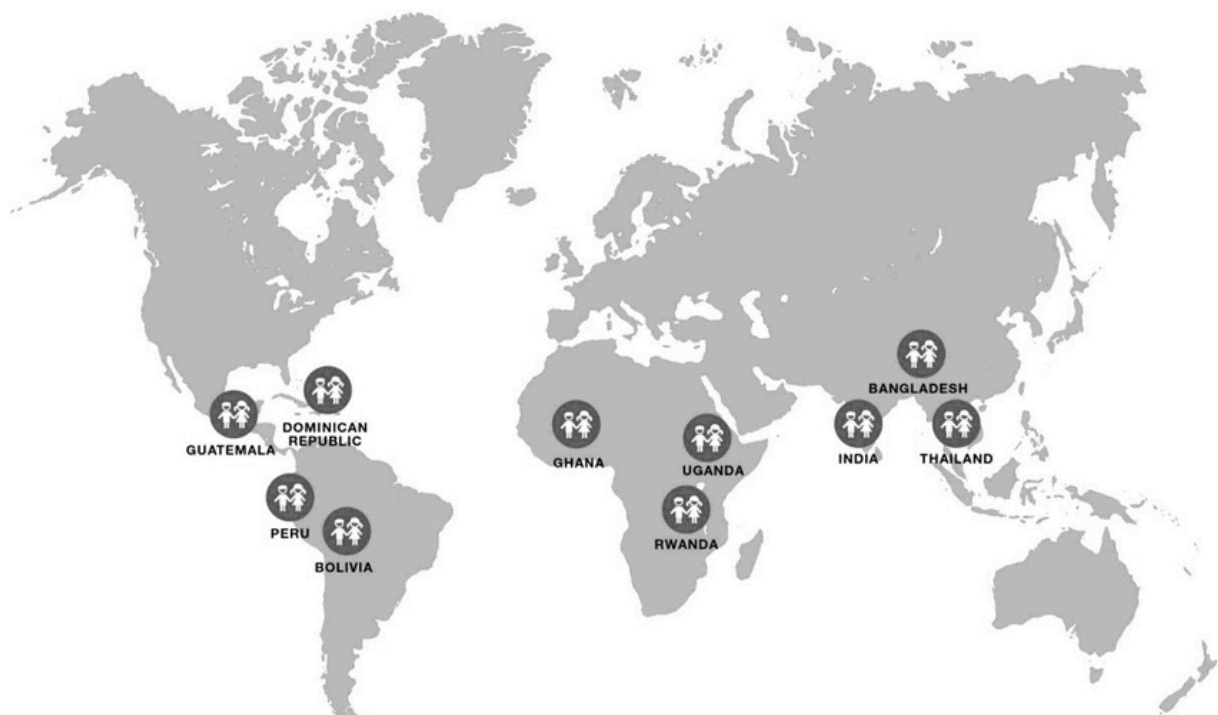 BANGLADESH
DOMINICAN
REPUBLIC
GUATEMALA
GHANA
UGANDA
INDIA
THAILAND
PERU
RWANDA
BOLIVIA